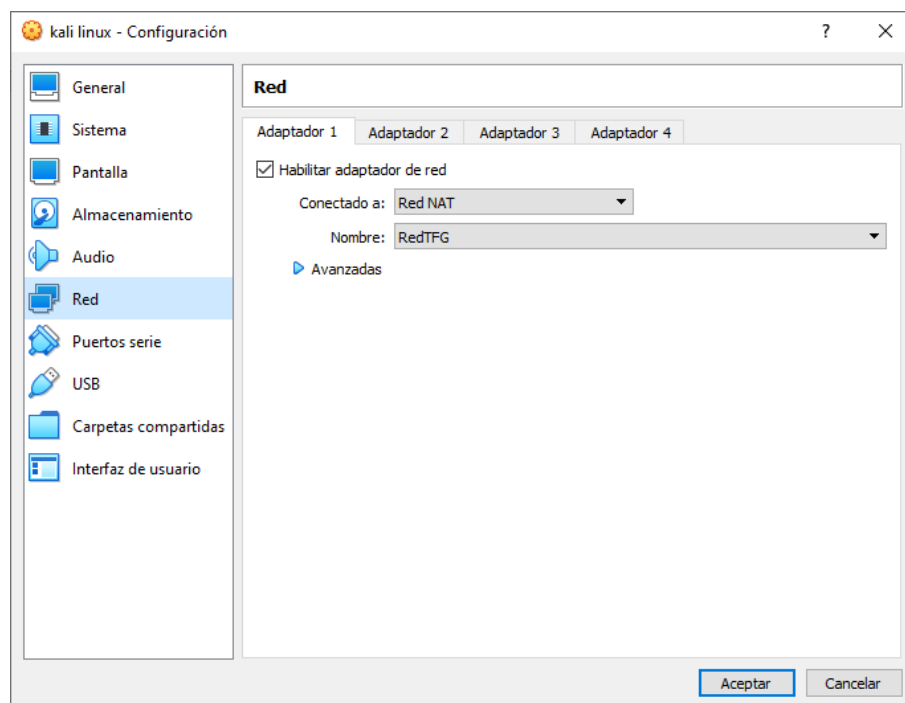 kali linux - Configuración
?
General
Sistema
Pantalla
Almacenamiento
Audio
Red
Puertos serie
USB
Carpetas compartidas
Interfaz de usuario
Red
Adaptador 1 Adaptador 2 Adaptador 3 Adaptador 4
Habilitar adaptador de red
Conectado a: Red NAT
Nombre: RedTFG
Avanzadas
Aceptar Cancelar